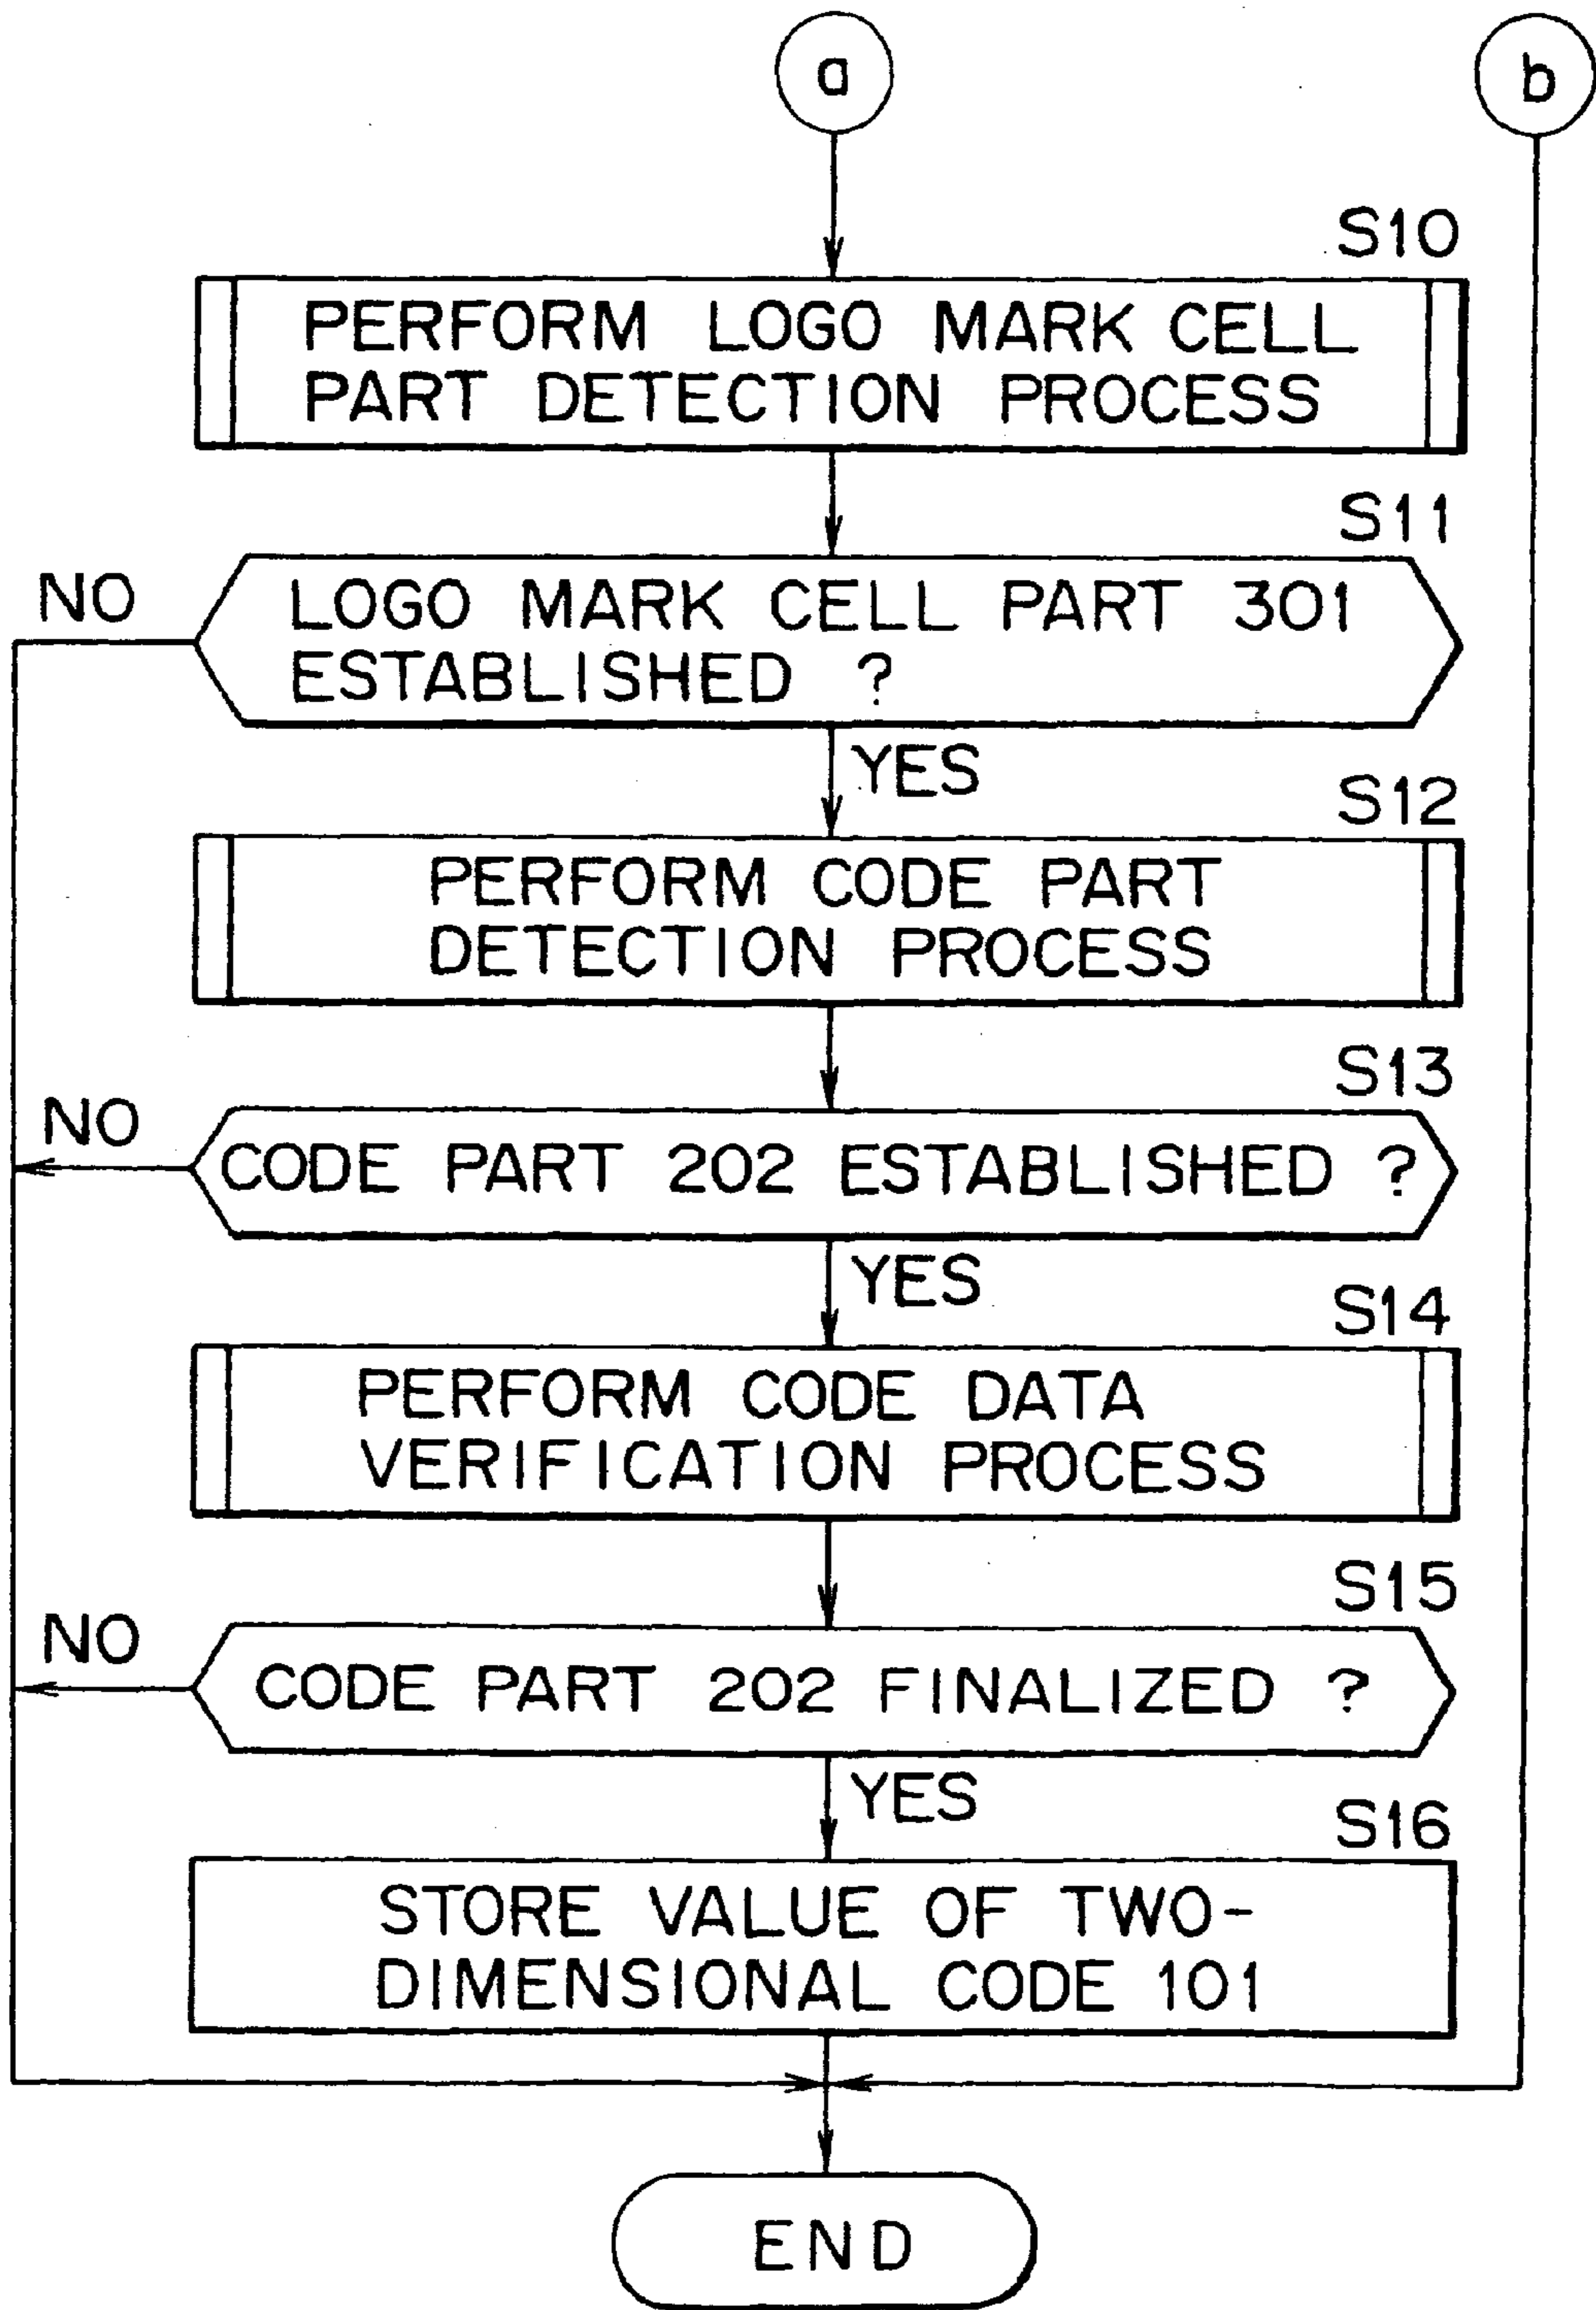 a
b
S10
PERFORM LOGO MARK CELL
PART DETECTION PROCESS
S11
NO
LOGO MARK CELL PART 301
ESTABLISHED ?
YES
S12
PERFORM CODE PART
DETECTION PROCESS
S13
NO
CODE PART 202 ESTABLISHED ?
YES
S14
PERFORM CODE DATA
VERIFICATION PROCESS
S15
NO
CODE PART 202 FINALIZED ?
YES
S16
STORE VALUE OF TWO-
DIMENSIONAL CODE 101
END